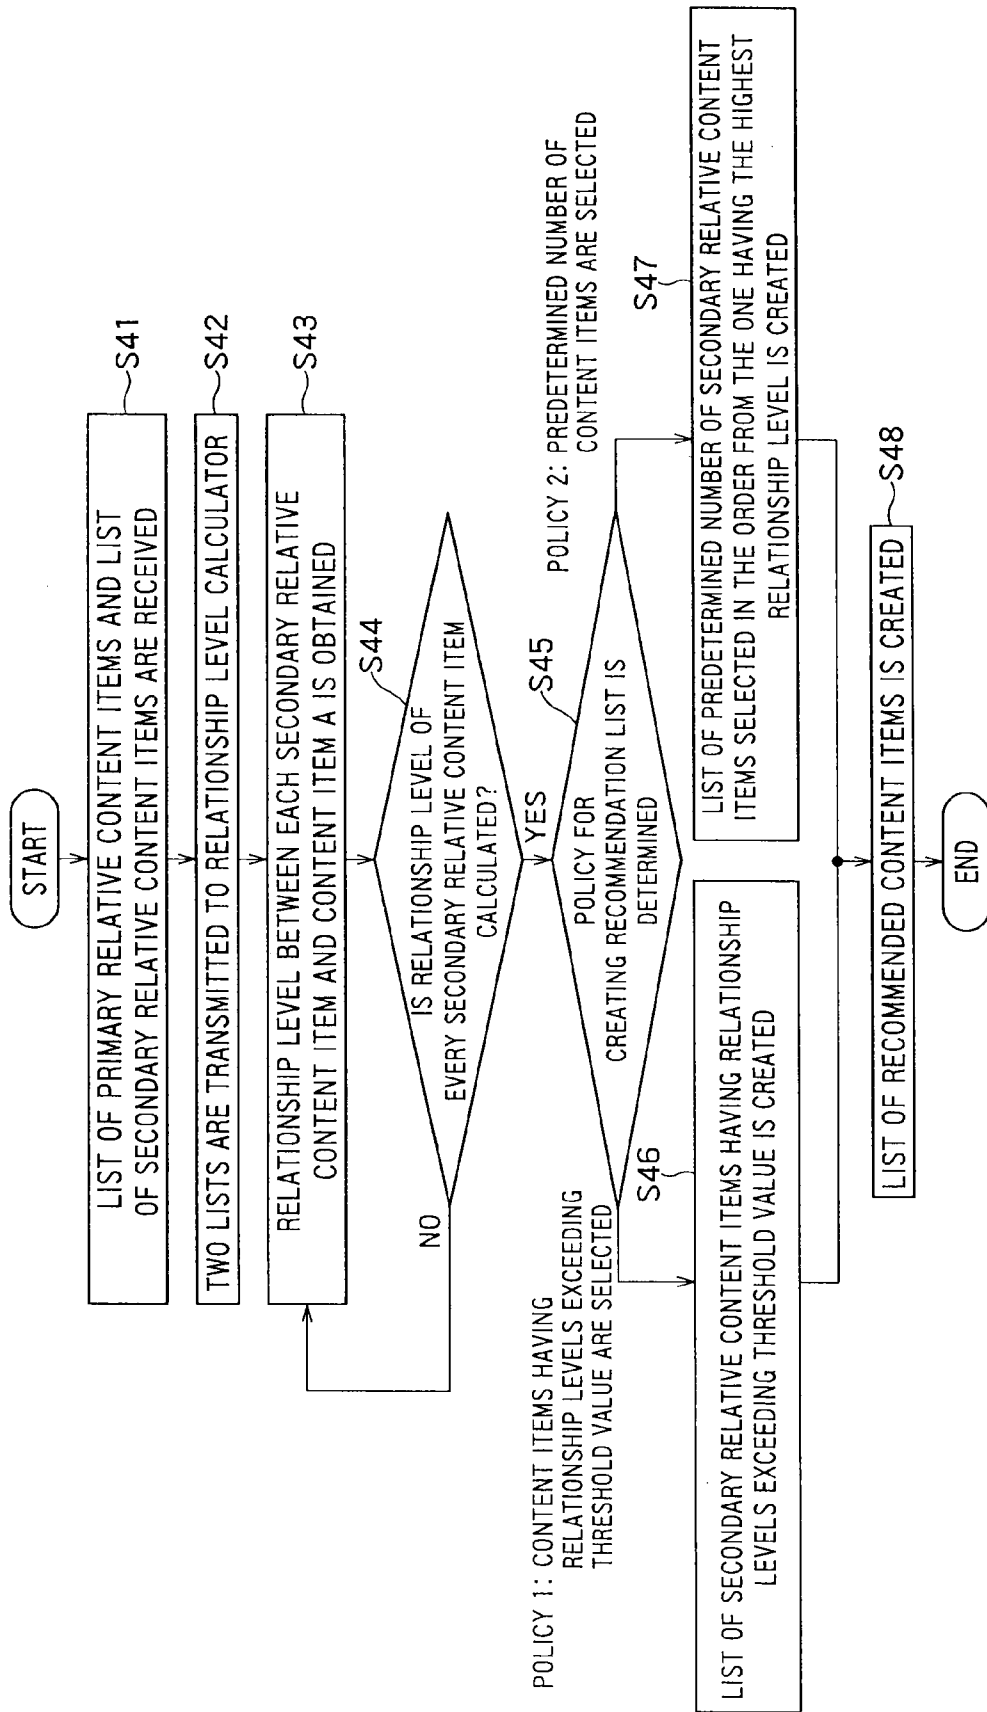 START
LIST OF PRIMARY RELATIVE CONTENT ITEMS AND LIST
OF SECONDARY RELATIVE CONTENT ITEMS ARE RECEIVED
S41
TWO LISTS ARE TRANSMITTED TO RELATIONSHIP LEVEL CALCULATOR
S42
RELATIONSHIP LEVEL BETWEEN EACH SECONDARY RELATIVE
CONTENT ITEM AND CONTENT ITEM A IS OBTAINED
S43
S44
IS RELATIONSHIP LEVEL OF
EVERY SECONDARY RELATIVE CONTENT ITEM
CALCULATED?
NO
YES
S45
POLICY FOR
CREATING RECOMMENDATION LIST IS
DETERMINED
POLICY 1: CONTENT ITEMS HAVING
RELATIONSHIP LEVELS EXCEEDING
THRESHOLD VALUE ARE SELECTED
POLICY 2: PREDETERMINED NUMBER OF
CONTENT ITEMS ARE SELECTED
S46
LIST OF SECONDARY RELATIVE CONTENT ITEMS HAVING RELATIONSHIP
LEVELS EXCEEDING THRESHOLD VALUE IS CREATED
S47
LIST OF PREDETERMINED NUMBER OF SECONDARY RELATIVE CONTENT
ITEMS SELECTED IN THE ORDER FROM THE ONE HAVING THE HIGHEST
RELATIONSHIP LEVEL IS CREATED
LIST OF RECOMMENDED CONTENT ITEMS IS CREATED
S48
END